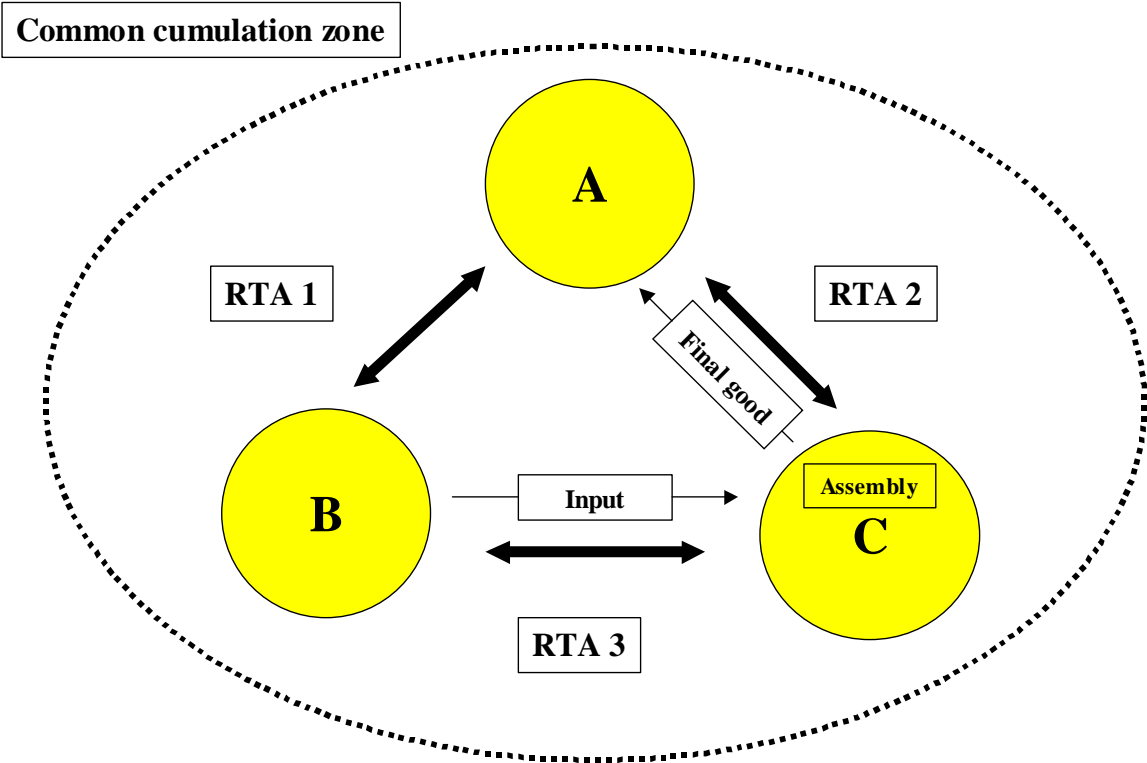 Common cumulation zone
A
RTA 1
RTA 2
Final good
Assembly
B
Input
C
RTA 3